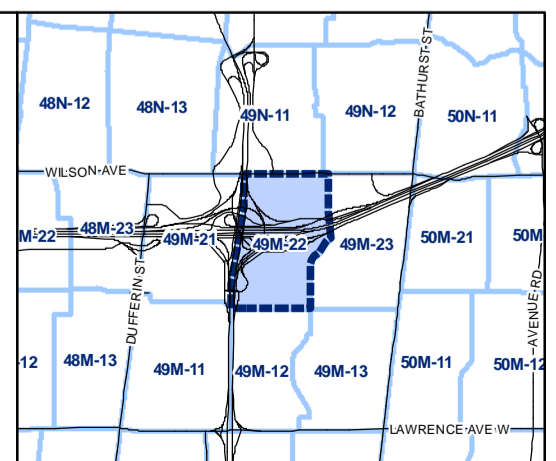 BATHURST ST
48N-12
48N-13
49N-11
49N-12
50N-11
WILSON AVE
M-22
48M-23
49M-21
49M-22
49M-23
50M-21
50M
DUFFERIN ST
AVENUE RD
-12
48M-13
49M-11
49M-12
49M-13
50M-11
50M-12
LAWRENCE AVE W